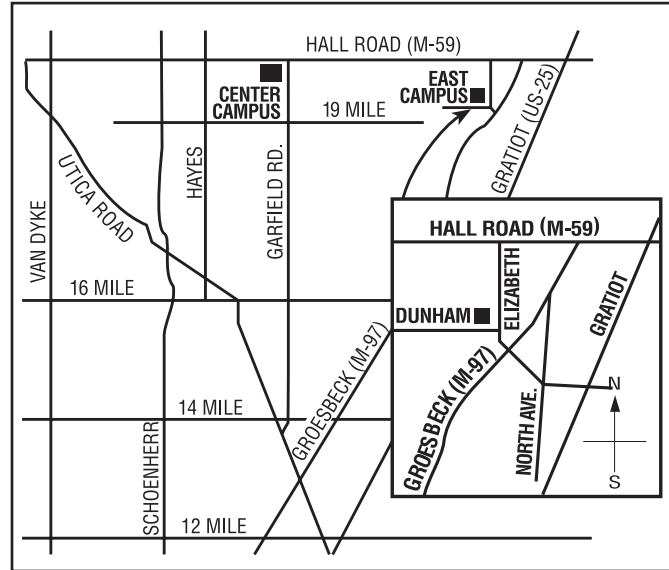 HALL ROAD (M-59)
CENTER
CAMPUS
EAST
CAMPUS
19 MILE
GRATIOT (US-25)
UTICA ROAD
HAYES
GARFIELD RD.
VAN DYKE
HALL ROAD (M-59)
ELIZABETH
16 MILE
DUNHAM
GRATIOT
GROESBECK (M-97)
GROESBECK (M-97)
N
14 MILE
NORTH AVE.
SCHOENHERR
S
12 MILE